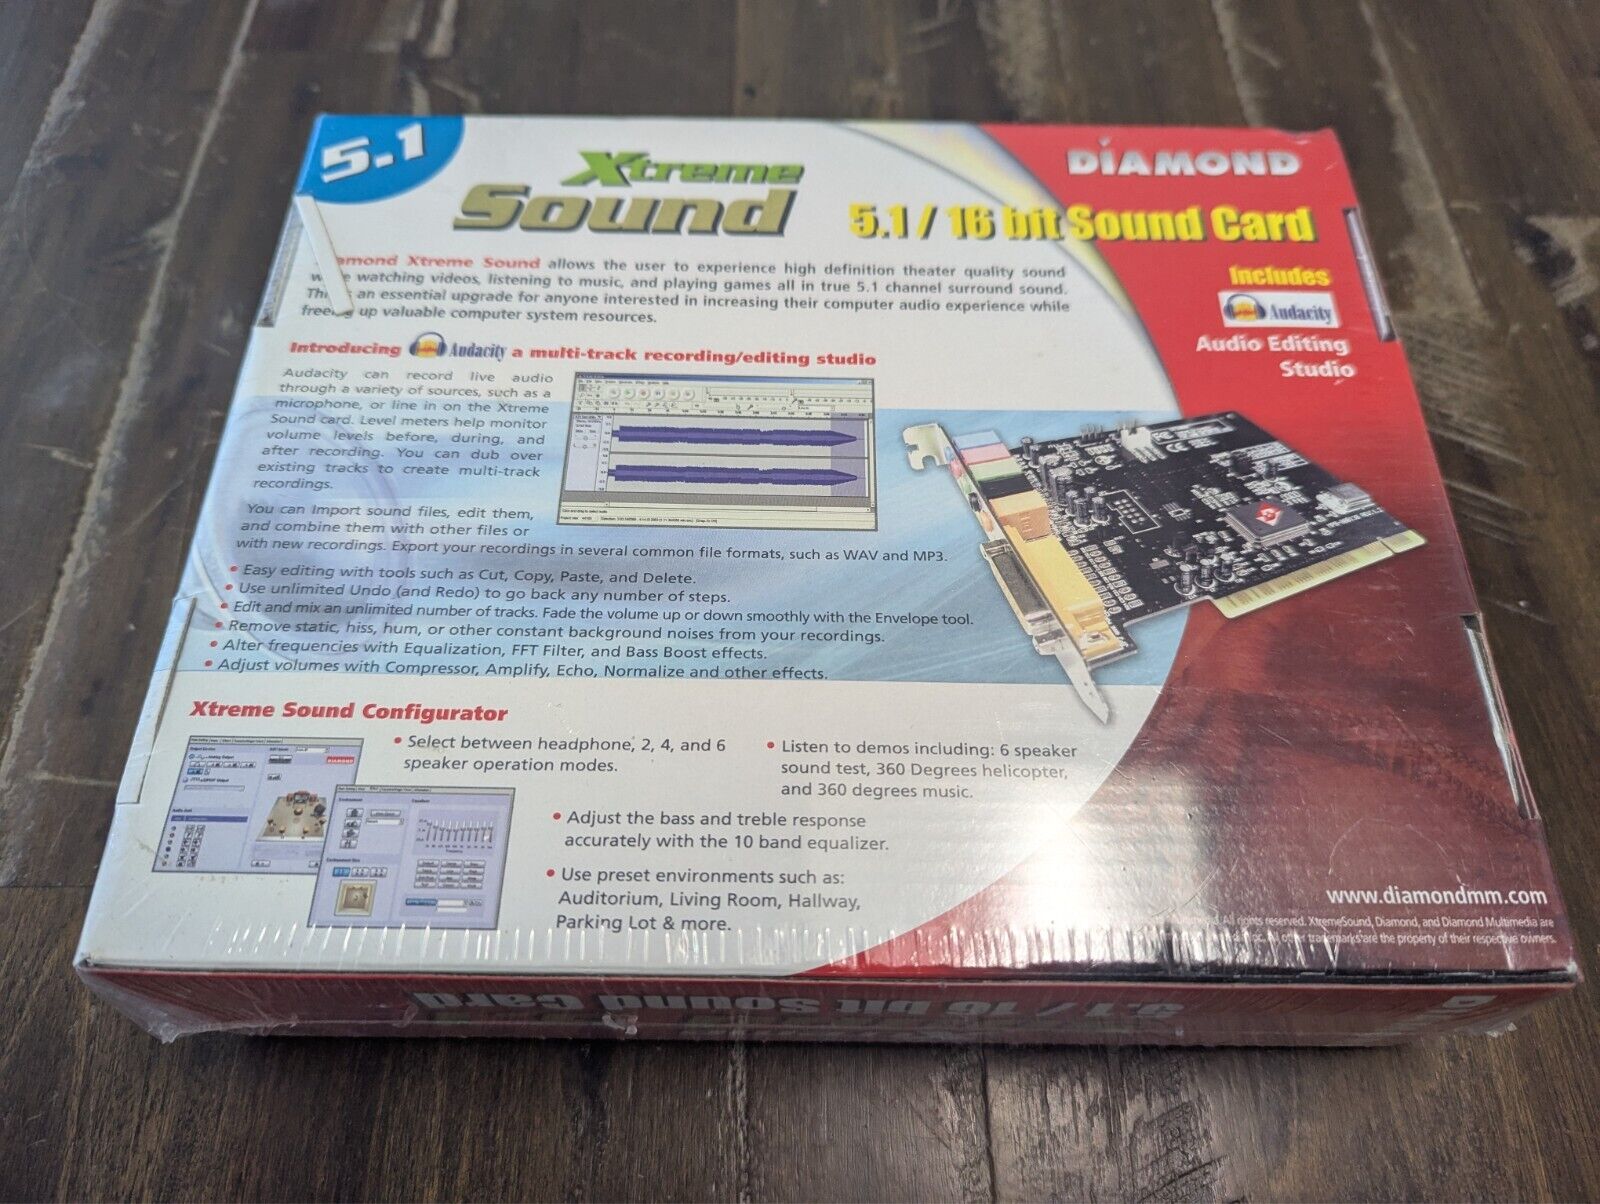 5.1
Xtreme
Sound
DIAMOND
5.1 / 16 bit Sound Card
Includes
Audacity
Audio Editing
Studio
Xtreme Sound allows the user to experience high definition theater quality sound
watching videos, listening to music, and playing games all in true 5.1 channel surround sound.
an essential upgrade for anyone interested in increasing their computer audio experience while
up valuable computer system resources.
Introducing Audacity a multi-track recording/editing studio
Audacity can record live audio
through a variety of sources, such as a
microphone, or line in on the Xtreme
Sound card. Level meters help monitor
volume levels before, during, and
after recording. You can dub over
existing tracks to create multi-track
recordings.
You can Import sound files, edit them,
and combine them with other files or
with new recordings. Export your recordings in several common file formats, such as WAV and MP3.
• Easy editing with tools such as Cut, Copy, Paste, and Delete.
• Use unlimited Undo (and Redo) to go back any number of steps.
• Edit and mix an unlimited number of tracks. Fade the volume up or down smoothly with the Envelope tool.
• Remove static, hiss, hum, or other constant background noises from your recordings.
• Alter frequencies with Equalization, FFT Filter, and Bass Boost effects.
• Adjust volumes with Compressor, Amplify, Echo, Normalize and other effects.
Xtreme Sound Configurator
DIAMOND
• Select between headphone, 2, 4, and 6
speaker operation modes.
• Listen to demos including: 6 speaker
sound test, 360 Degrees helicopter,
and 360 degrees music.
• Adjust the bass and treble response
accurately with the 10 band equalizer.
• Use preset environments such as:
Auditorium, Living Room, Hallway,
Parking Lot & more.
www.diamondmm.com
All rights reserved. XtremeSound, Diamond, and Diamond Multimedia are
All other trademarks are the property of their respective owners.
5.1 / 16 bit Sound Card